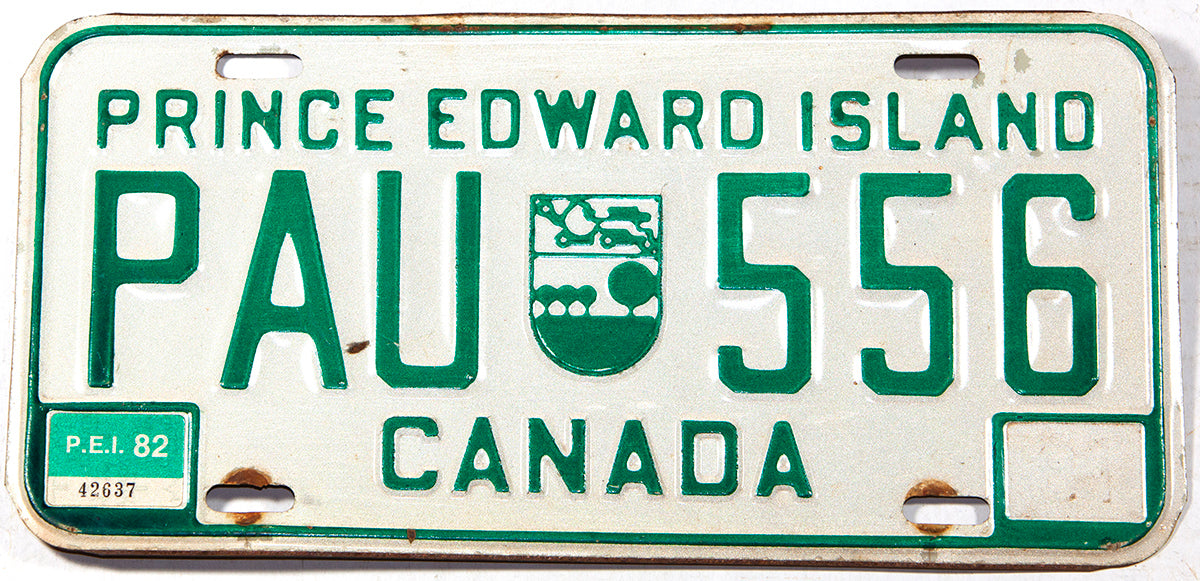 PRINCE EDWARD ISLAND
PAU 556
CANADA
P.E.I. 82
42637